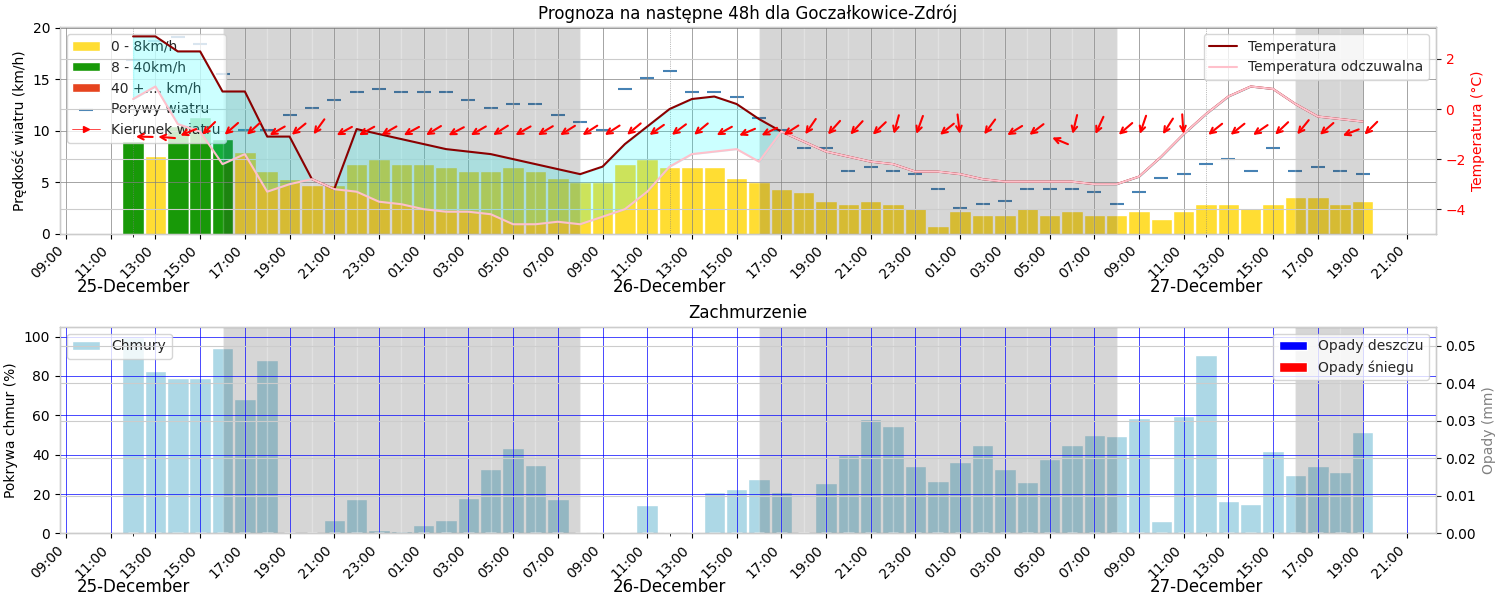 Prognoza na następne 48h dla Goczałkowice-Zdrój
Prędkość wiatru (km/h)
20
15
10
5
0
0 - 8km/h
8 - 40km/h
40 + ... km/h
Porywy wiatru
Kierunek wiatru
Temperatura
Temperatura odczuwalna
2
0
−2
−4
Temperatura (°C)
09:00 11:00 13:00 15:00 17:00 19:00 21:00 23:00 01:00 03:00 05:00 07:00 09:00 11:00 13:00 15:00 17:00 19:00 21:00 23:00 01:00 03:00 05:00 07:00 09:00 11:00 13:00 15:00 17:00 19:00 21:00
25-December 26-December 27-December
Zachmurzenie
Pokrywa chmur (%)
100
80
60
40
20
0
Chmury
Opady deszczu
Opady śniegu
0.05
0.04
0.03
0.02
0.01
0.00
Opady (mm)
09:00 11:00 13:00 15:00 17:00 19:00 21:00 23:00 01:00 03:00 05:00 07:00 09:00 11:00 13:00 15:00 17:00 19:00 21:00 23:00 01:00 03:00 05:00 07:00 09:00 11:00 13:00 15:00 17:00 19:00 21:00
25-December 26-December 27-December